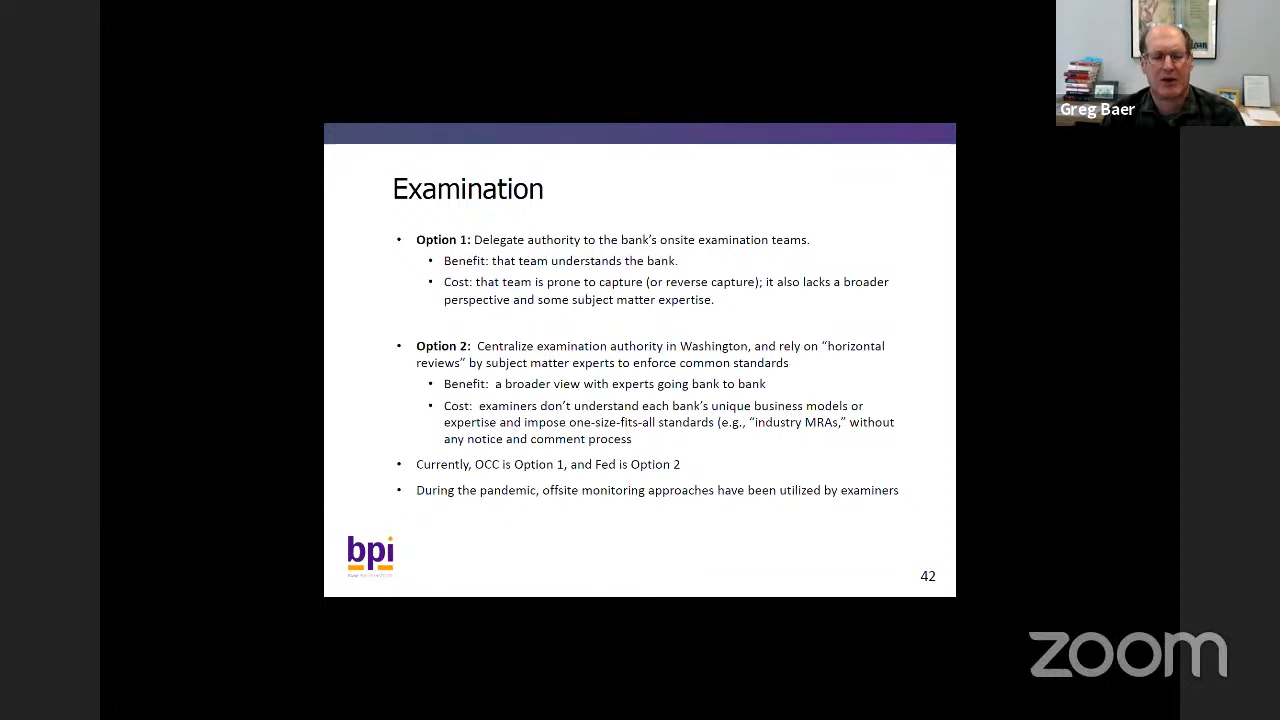 Greg Baer
Examination
• Option 1: Delegate authority to the bank's onsite examination teams.
• Benefit: that team understands the bank.
• Cost: that team is prone to capture (or reverse capture); it also lacks a broader
perspective and some subject matter expertise.
• Option 2: Centralize examination authority in Washington, and rely on "horizontal
reviews" by subject matter experts to enforce common standards
• Benefit: a broader view with experts going bank to bank
• Cost: examiners don't understand each bank's unique business models or
expertise and impose one-size-fits-all standards (e.g., "industry MRAs," without
any notice and comment process
• Currently, OCC is Option 1, and Fed is Option 2
• During the pandemic, offsite monitoring approaches have been utilized by examiners
bpi
42
zoom